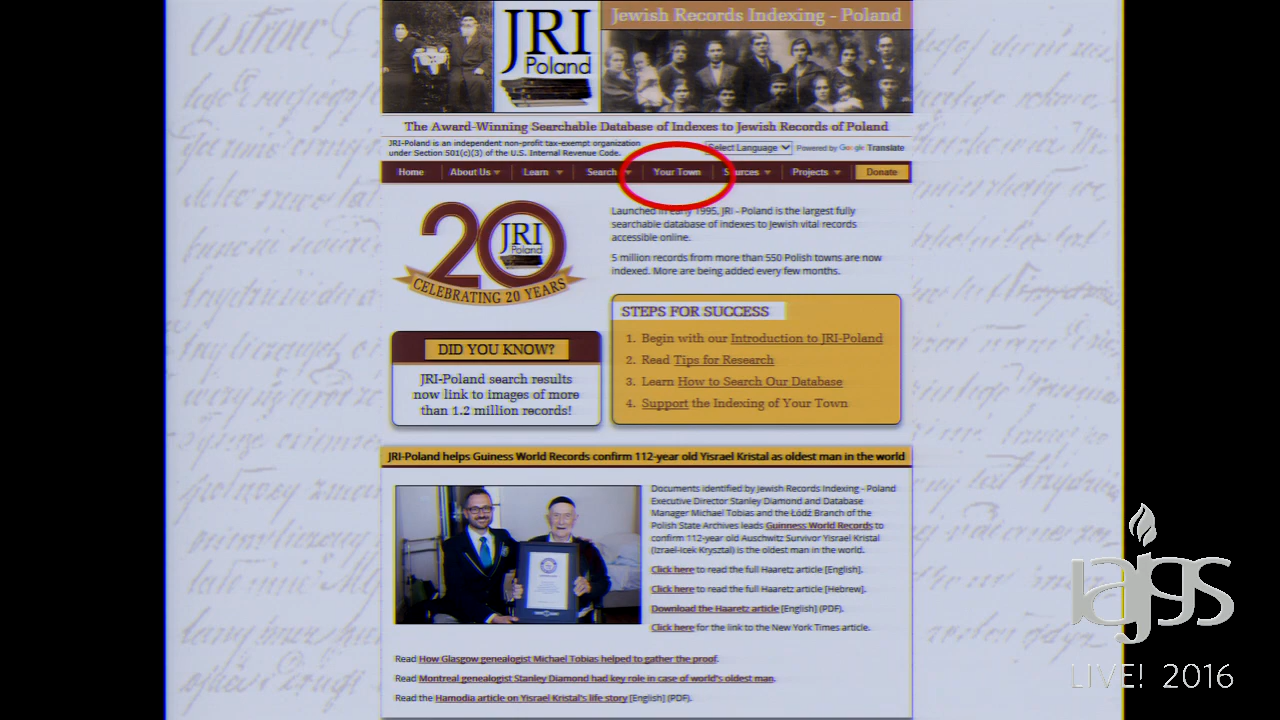 JRI
Poland
Jewish Records Indexing - Poland
The Award-Winning Searchable Database of Indexes to Jewish Records of Poland
JRI-Poland is an independent non-profit tax-exempt organization
under Section 501(c)(3) of the U.S. Internal Revenue Code.
Select Language
Powered by Google Translate
Home About Us Learn Search Your Town Sources Projects Donate
20
JRI
Poland
CELEBRATING 20 YEARS
Launched in early 1995, JRI - Poland is the largest fully
searchable database of indexes to Jewish vital records
accessible online.
5 million records from more than 550 Polish towns are now
indexed. More are being added every few months.
STEPS FOR SUCCESS
1. Begin with our Introduction to JRI-Poland
2. Read Tips for Research
3. Learn How to Search Our Database
4. Support the Indexing of Your Town
DID YOU KNOW?
JRI-Poland search results
now link to images of more
than 1.2 million records!
JRI-Poland helps Guiness World Records confirm 112-year old Yisrael Kristal as oldest man in the world
Documents identified by Jewish Records Indexing - Poland
Executive Director Stanley Diamond and Database
Manager Michael Tobias and the Łódź Branch of the
Polish State Archives leads Guinness World Records to
confirm 112-year old Auschwitz Survivor Yisrael Kristal
(Izrael-Icek Krysztal) is the oldest man in the world.
Click here to read the full Haaretz article [English].
Click here to read the full Haaretz article [Hebrew].
Download the Haaretz article [English] (PDF).
Click here for the link to the New York Times article.
Read How Glasgow genealogist Michael Tobias helped to gather the proof.
Read Montreal genealogist Stanley Diamond had key role in case of world's oldest man.
Read the Hamodia article on Yisrael Kristal's life story [English] (PDF).
iajgs
LIVE! 2016